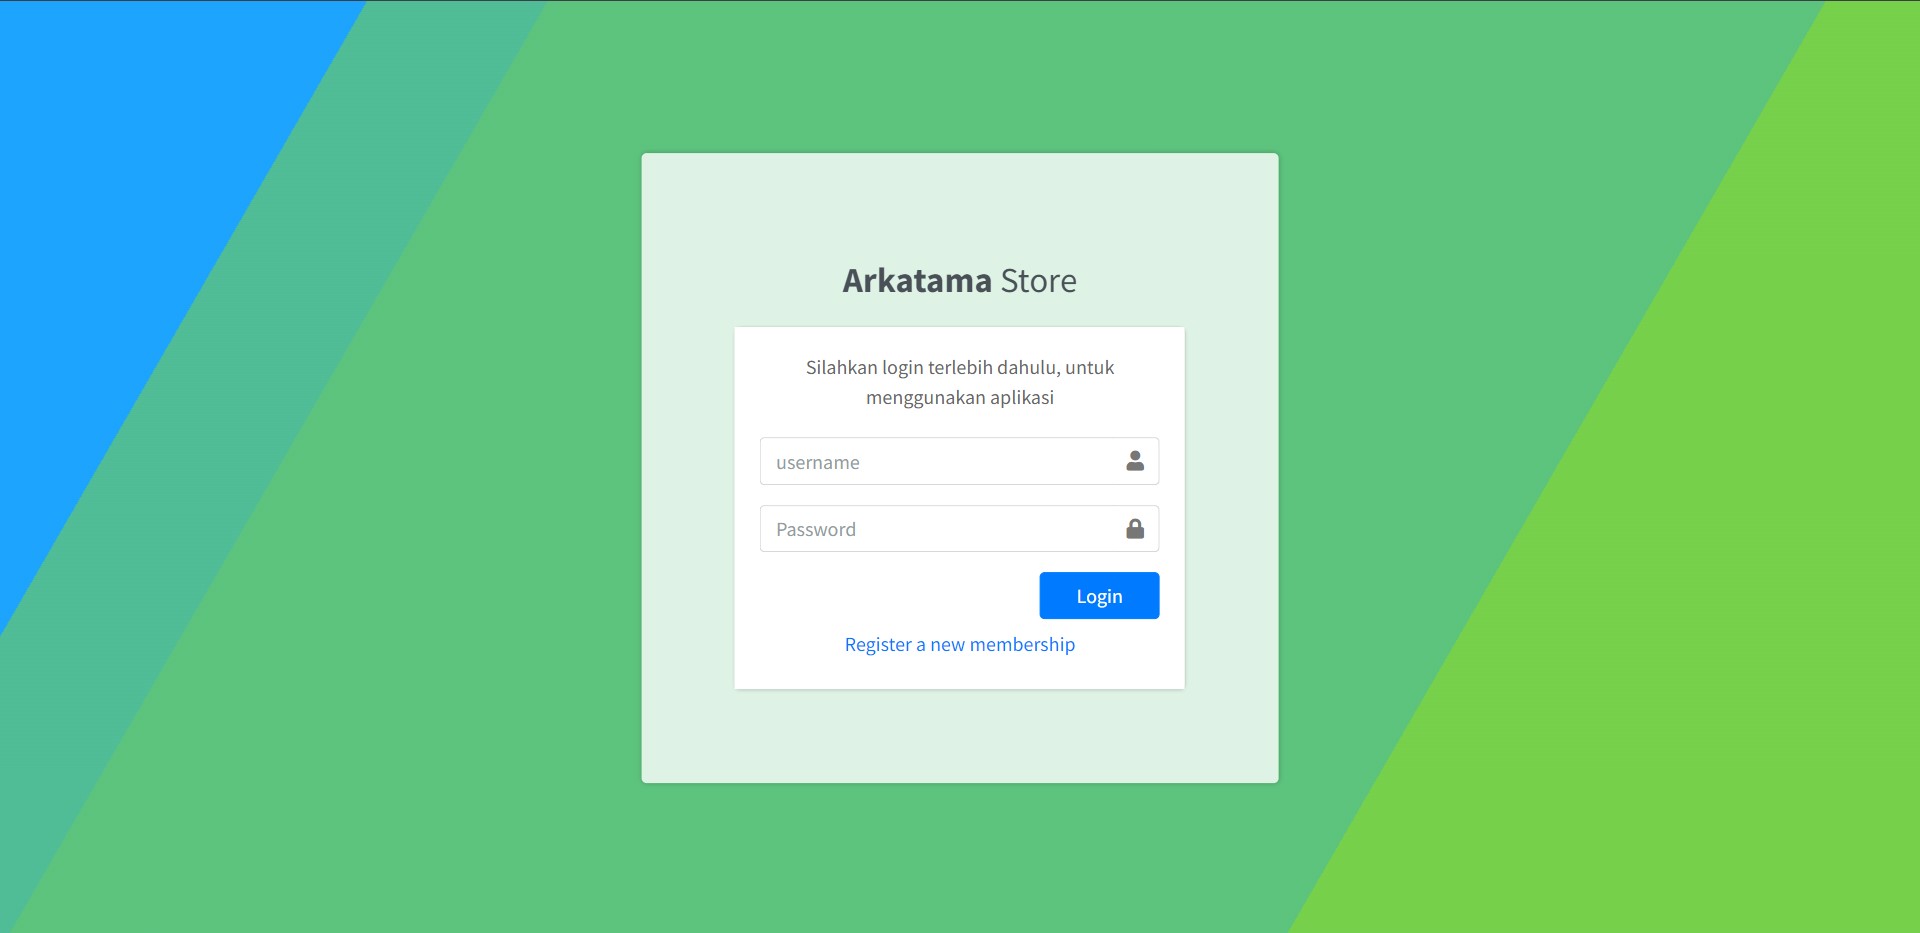 Arkatama Store
Silahkan login terlebih dahulu, untuk
menggunakan aplikasi
username
Password
Login
Register a new membership